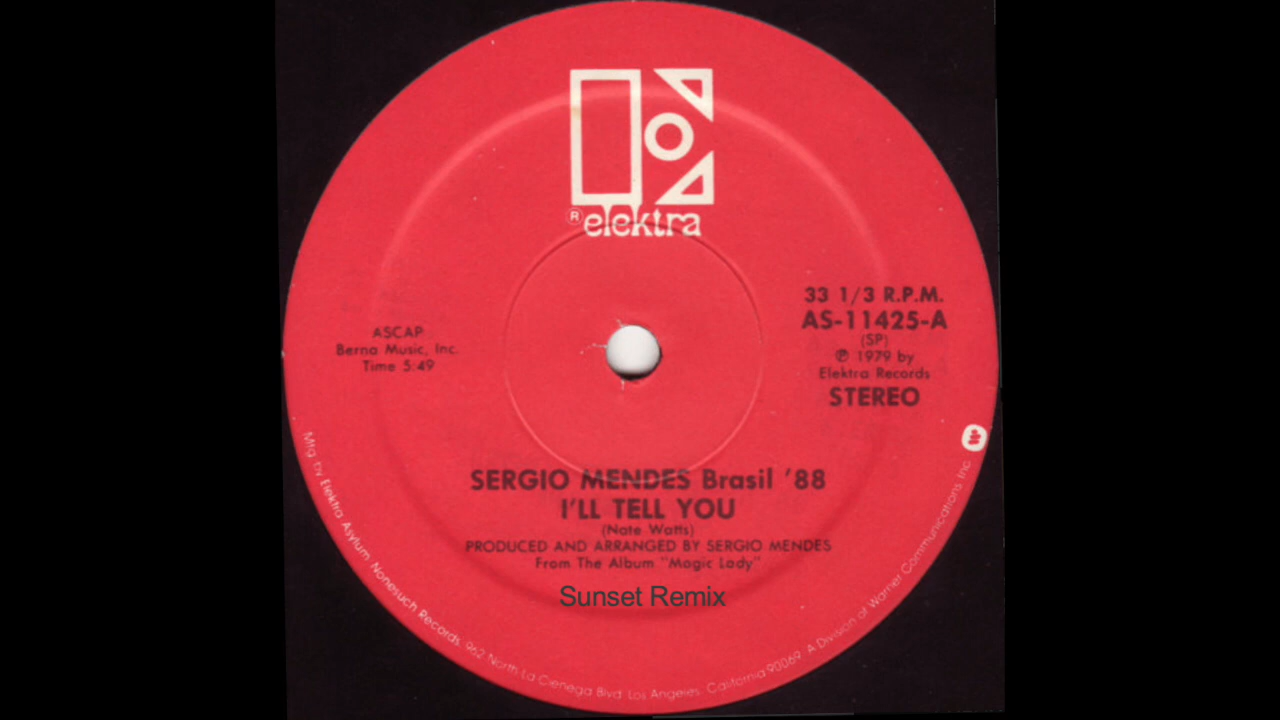 ® elektra
33 1/3 R.P.M.
AS-11425-A
(SP)
℗ 1979 by
Elektra Records
STEREO
ASCAP
Berna Music, Inc.
Time 5:49
SERGIO MENDES Brasil '88
I'LL TELL YOU
(Nate Watts)
PRODUCED AND ARRANGED BY SERGIO MENDES
From The Album "Magic Lady"
Sunset Remix
Mfg by Elektra Asylum Nonesuch Records, 962 North La Cienega Blvd. Los Angeles, California 90069. A Division of Warner Communications Inc